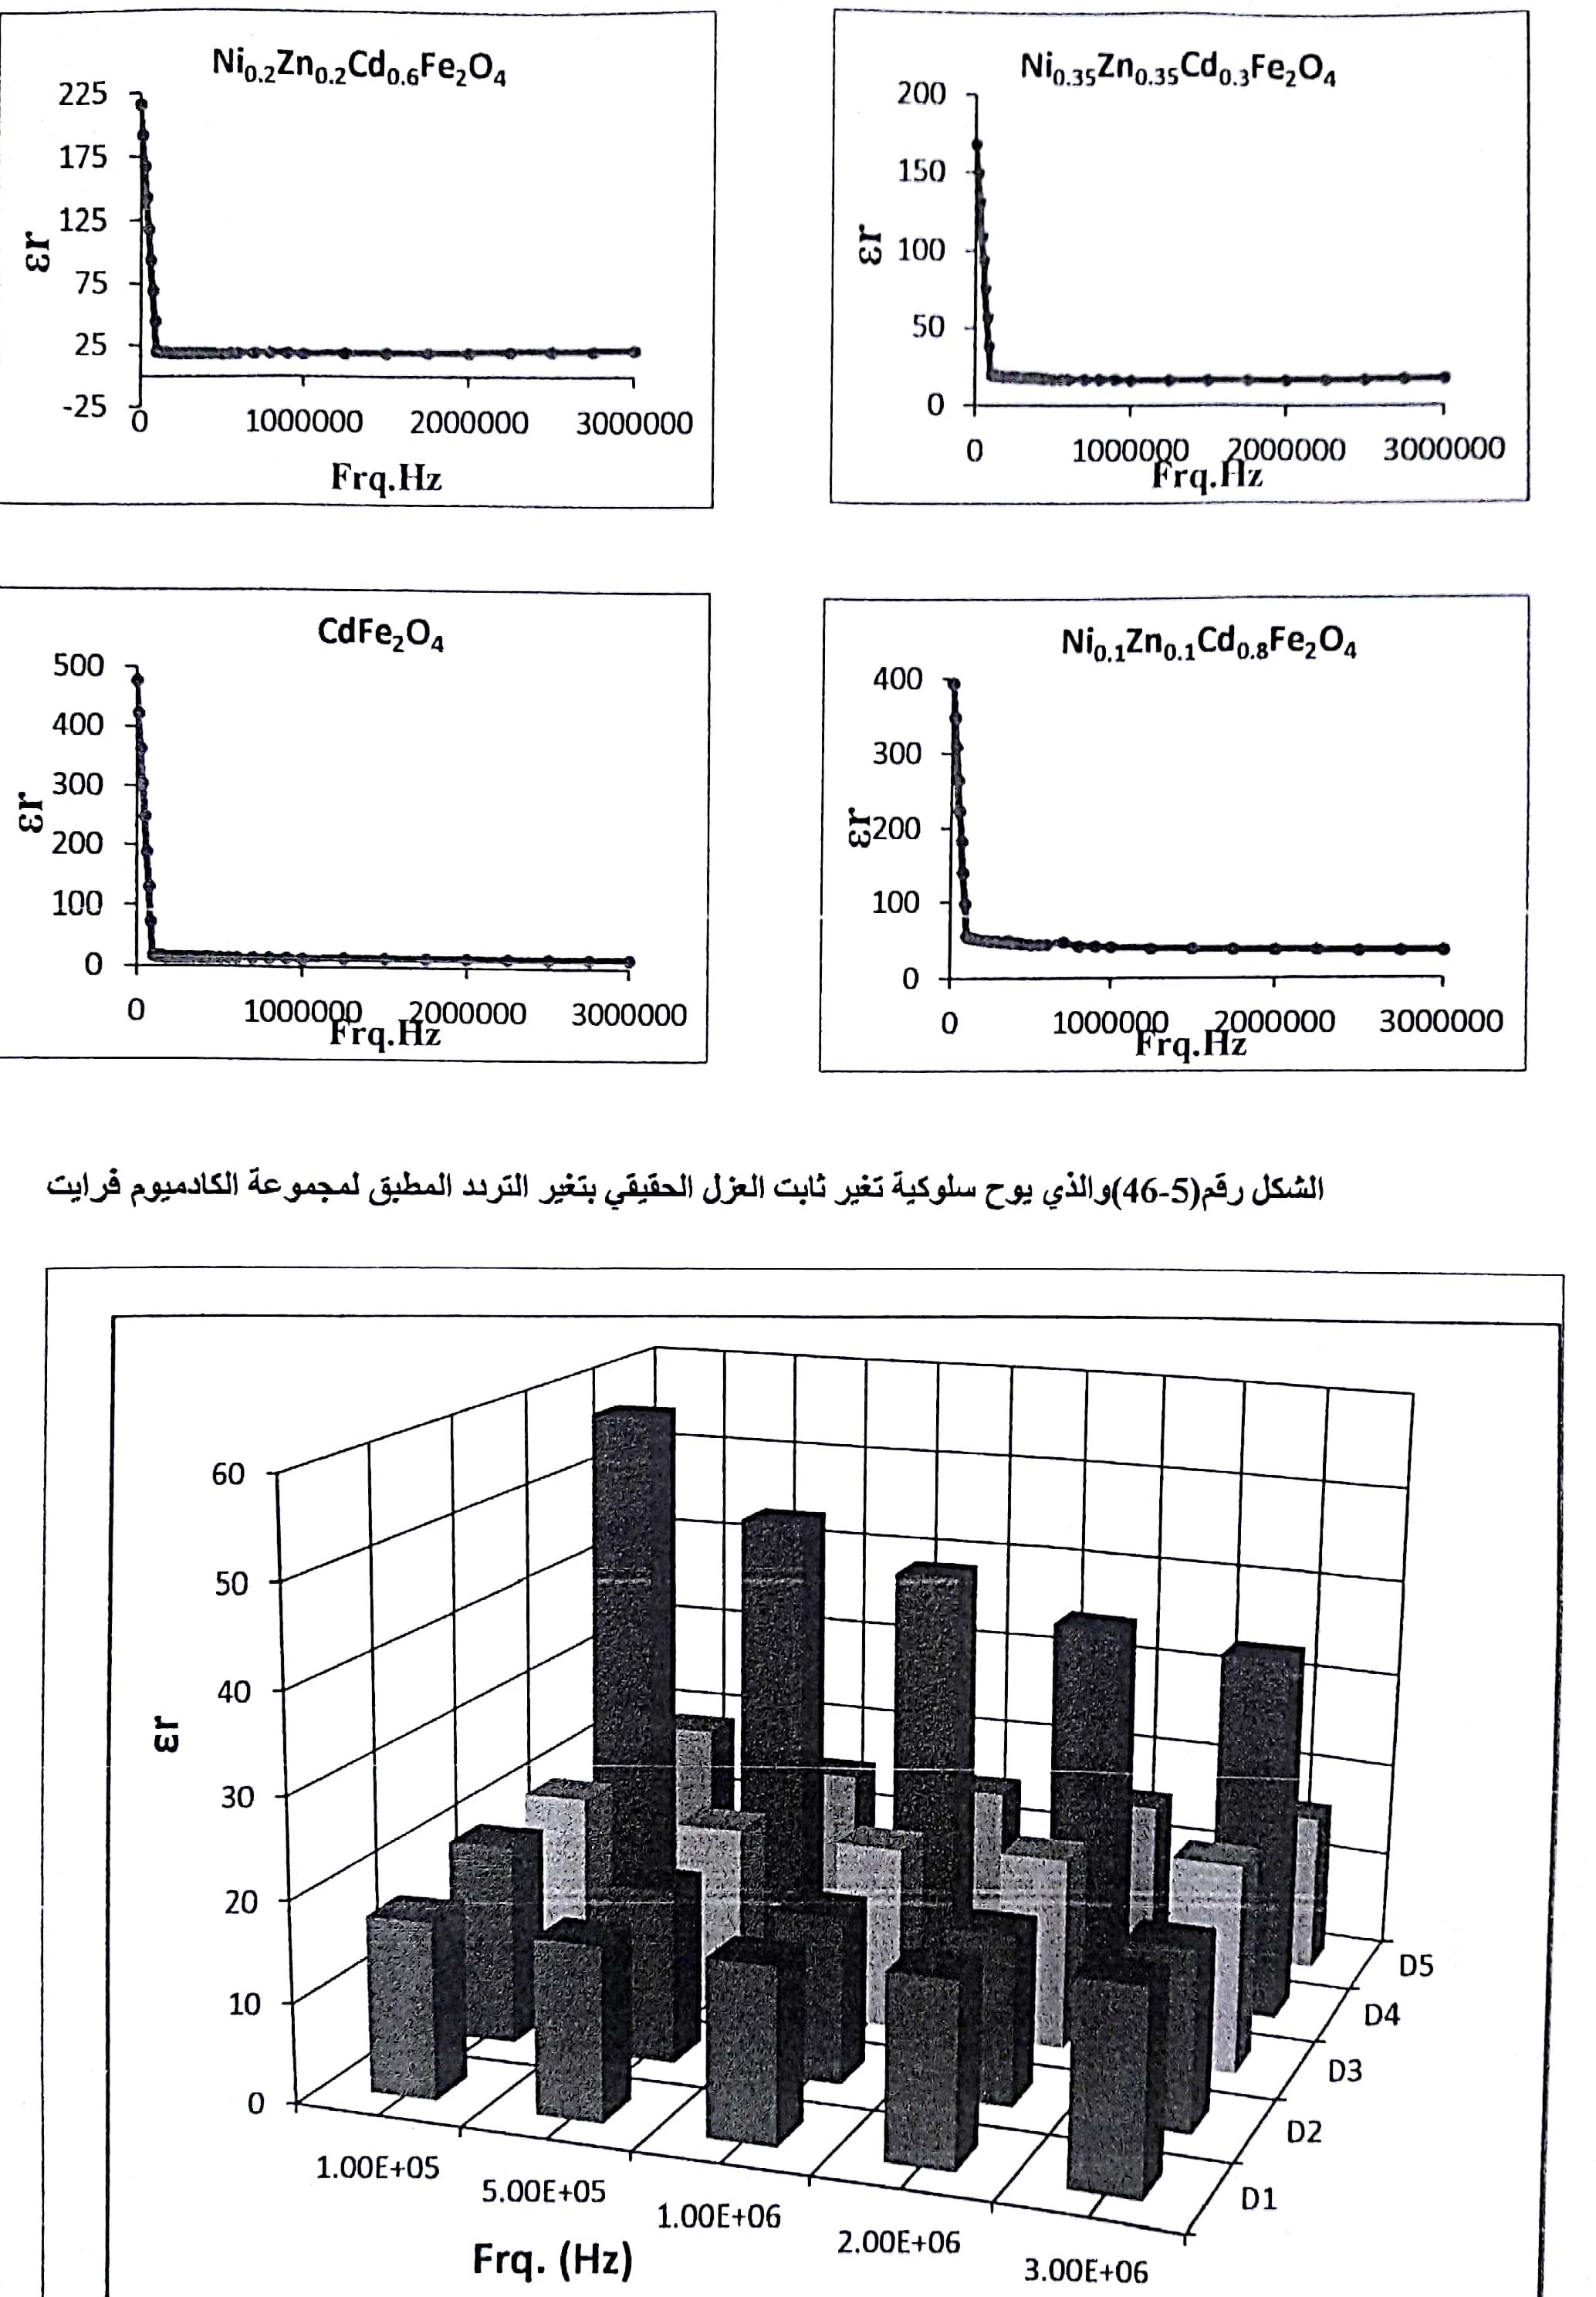 Ni0.2Zn0.2Cd0.6Fe2O4
225
175
125
75
25
-25
εr
0 1000000 2000000 3000000
Frq.Hz
Ni0.35Zn0.35Cd0.3Fe2O4
200
150
100
50
0
εr
0 1000000 2000000 3000000
Frq.Hz
CdFe2O4
500
400
300
200
100
0
εr
0 1000000 2000000 3000000
Frq.Hz
Ni0.1Zn0.1Cd0.8Fe2O4
400
300
200
100
0
εr
0 1000000 2000000 3000000
Frq.Hz
الشكل رقم(5-46)والذي يوح سلوكية تغير ثابت العزل الحقيقي بتغير التردد المطبق لمجموعة الكادميوم فرايت
60
50
40
30
20
10
0
εr
1.00E+05
5.00E+05
1.00E+06
2.00E+06
3.00E+06
Frq. (Hz)
D5
D4
D3
D2
D1